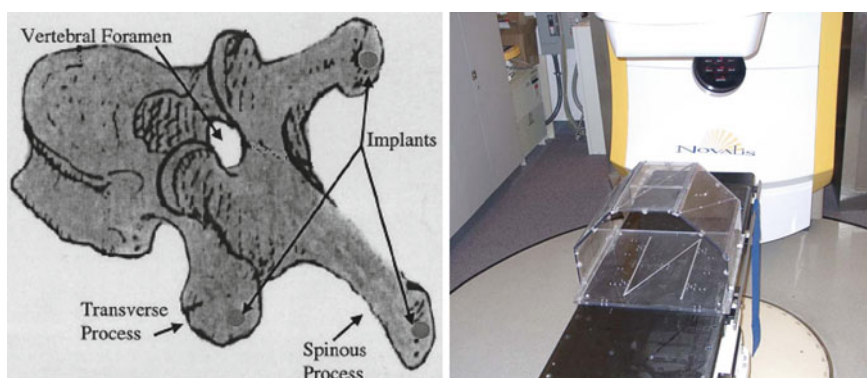 Vertebral Foramen
Implants
Transverse
Process
Spinous
Process
Novalis